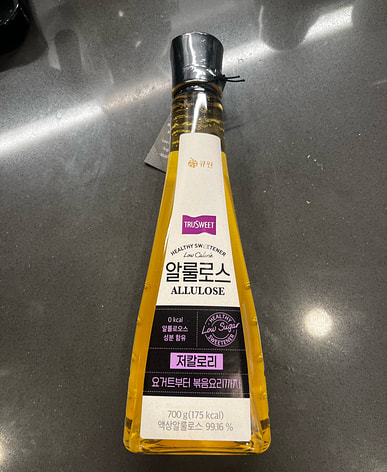 큐원
TRUSWEET
HEALTHY SWEETENER
Low Calorie
알룰로스
ALLULOSE
0 kcal
알룰로오스
성분 함유
HEALTHY
Low Sugar
SWEETENER
저칼로리
요거트부터 볶음요리까지
700 g(175 kcal)
액상알룰로스 99.16 %